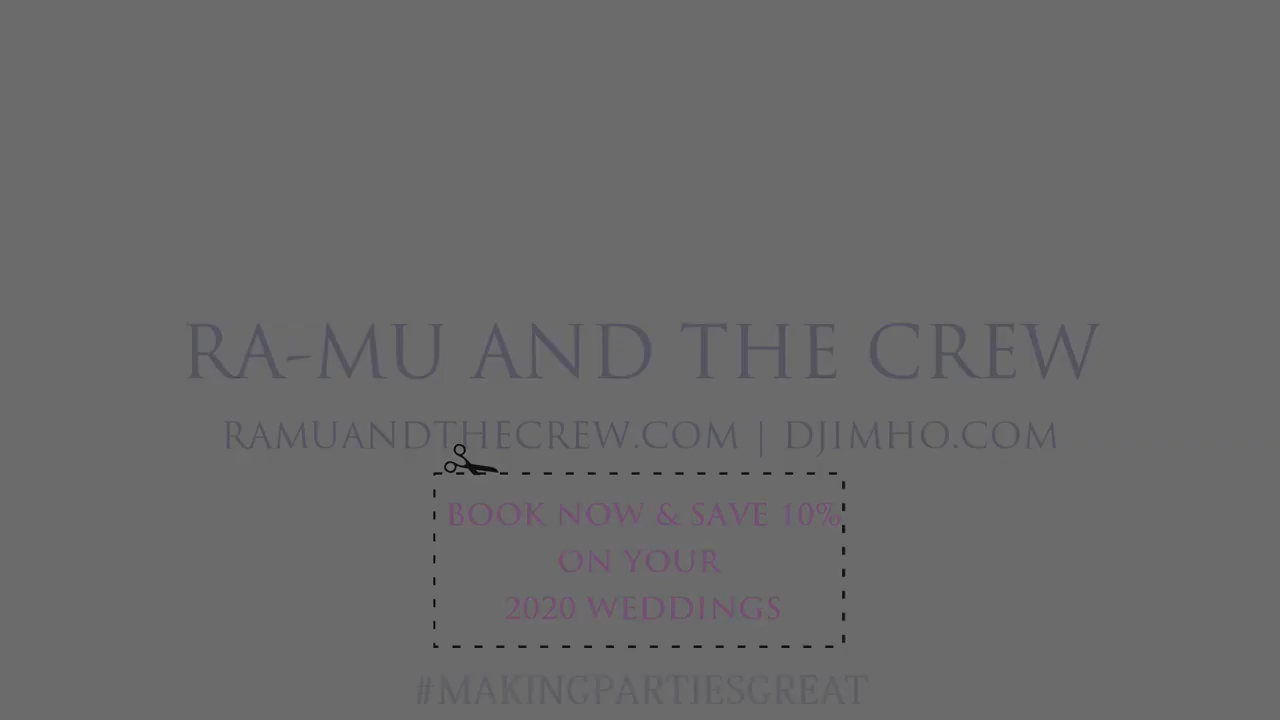 RA-MU AND THE CREW
RAMUANDTHECREW.COM | DJIMHO.COM
BOOK NOW & SAVE 10%
ON YOUR
2020 WEDDINGS
#MAKINGPARTIESGREAT